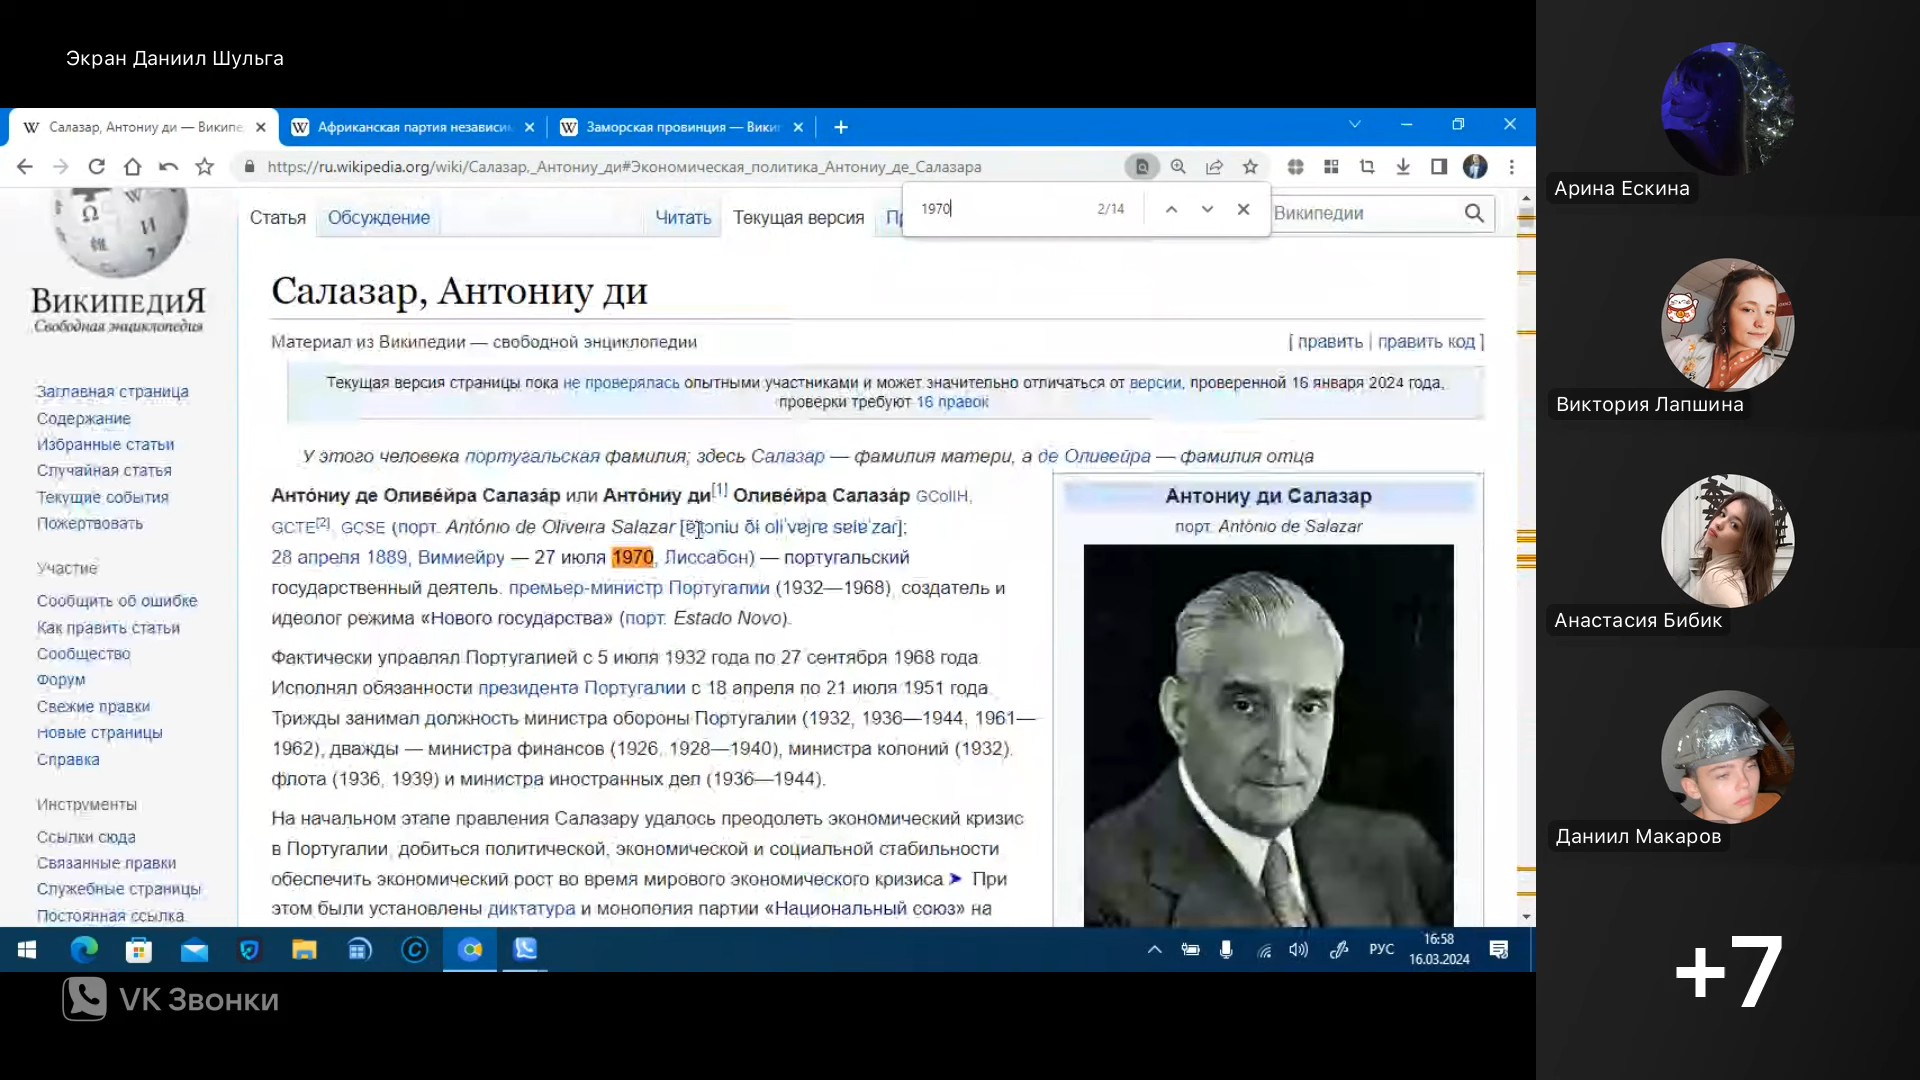 Экран Даниил Шульга
Салазар, Антониу ди — Википе
Африканская партия независи
Заморская провинция — Вики
https://ru.wikipedia.org/wiki/Салазар,_Антониу_ди#Экономическая_политика_Антониу_де_Салазара
1970
2/14
Статья
Обсуждение
Читать
Текущая версия
Википедии
ВикипедиЯ
Свободная энциклопедия
Заглавная страница
Содержание
Избранные статьи
Случайная статья
Текущие события
Пожертвовать
Участие
Сообщить об ошибке
Как править статьи
Сообщество
Форум
Свежие правки
Новые страницы
Справка
Инструменты
Ссылки сюда
Связанные правки
Служебные страницы
Постоянная ссылка
Салазар, Антониу ди
Материал из Википедии — свободной энциклопедии
[ править | править код ]
Текущая версия страницы пока не проверялась опытными участниками и может значительно отличаться от версии, проверенной 16 января 2024 года;
проверки требуют 16 правок
У этого человека португальская фамилия; здесь Салазар — фамилия матери, а де Оливейра — фамилия отца
Анто́ниу де Оливе́йра Салаза́р или Анто́ниу ди[1] Оливе́йра Салаза́р GColIH,
GCTE[2], GCSE (порт. António de Oliveira Salazar
28 апреля 1889, Вимиейру — 27 июля 1970, Лиссабон) — португальский
государственный деятель, премьер-министр Португалии (1932—1968), создатель и
идеолог режима «Нового государства» (порт. Estado Novo).
Фактически управлял Португалией с 5 июля 1932 года по 27 сентября 1968 года.
Исполнял обязанности президента Португалии с 18 апреля по 21 июля 1951 года.
Трижды занимал должность министра обороны Португалии (1932, 1936—1944, 1961—
1962), дважды — министра финансов (1926, 1928—1940), министра колоний (1932),
флота (1936, 1939) и министра иностранных дел (1936—1944).
На начальном этапе правления Салазару удалось преодолеть экономический кризис
в Португалии, добиться политической, экономической и социальной стабильности
обеспечить экономический рост во время мирового экономического кризиса ➤ При
этом были установлены диктатура и монополия партии «Национальный союз» на
Антониу ди Салазар
порт. António de Salazar
РУС
16:58
16.03.2024
VK Звонки
Арина Ескина
Виктория Лапшина
Анастасия Бибик
Даниил Макаров
+7